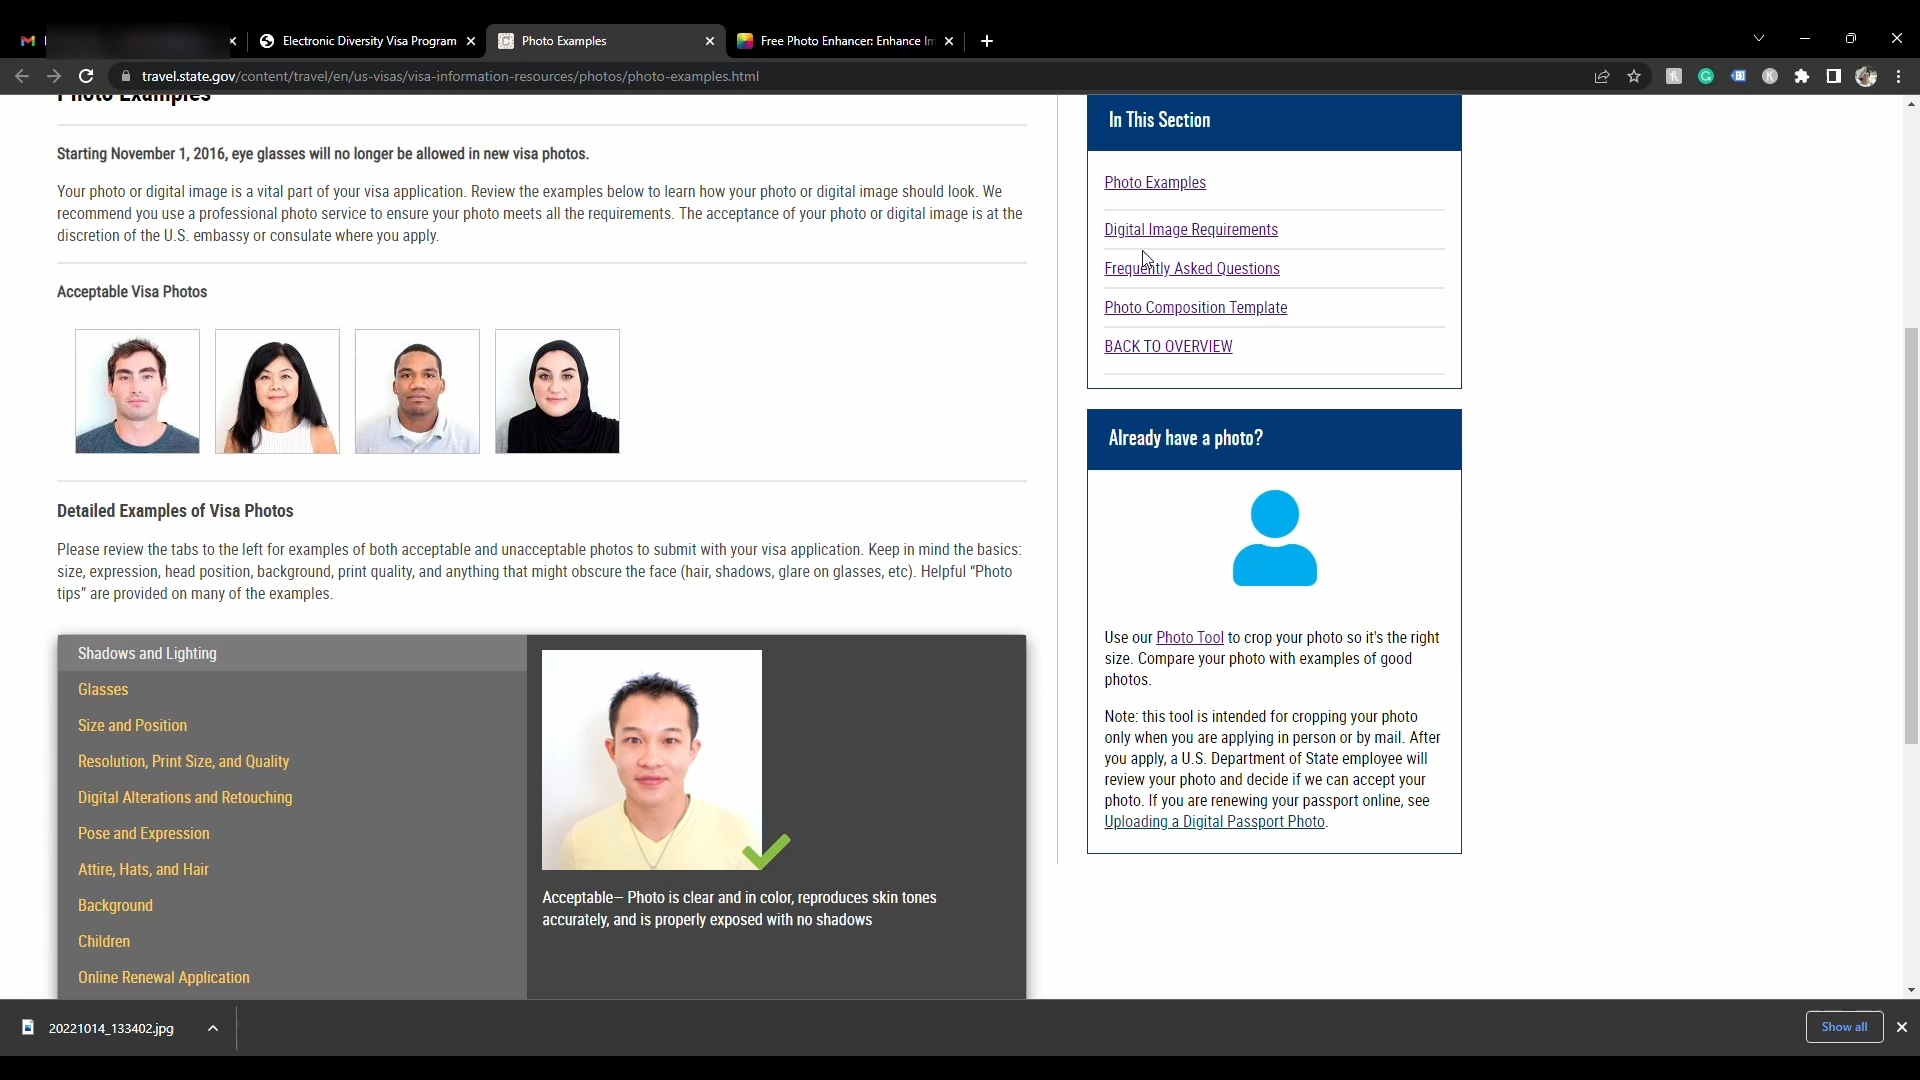 Electronic Diversity Visa Program
Photo Examples
Free Photo Enhancer: Enhance Im
travel.state.gov/content/travel/en/us-visas/visa-information-resources/photos/photo-examples.html
Photo Examples
Starting November 1, 2016, eye glasses will no longer be allowed in new visa photos.
Your photo or digital image is a vital part of your visa application. Review the examples below to learn how your photo or digital image should look. We
recommend you use a professional photo service to ensure your photo meets all the requirements. The acceptance of your photo or digital image is at the
discretion of the U.S. embassy or consulate where you apply.
Acceptable Visa Photos
Detailed Examples of Visa Photos
Please review the tabs to the left for examples of both acceptable and unacceptable photos to submit with your visa application. Keep in mind the basics:
size, expression, head position, background, print quality, and anything that might obscure the face (hair, shadows, glare on glasses, etc). Helpful “Photo
tips” are provided on many of the examples.
Shadows and Lighting
Glasses
Size and Position
Resolution, Print Size, and Quality
Digital Alterations and Retouching
Pose and Expression
Attire, Hats, and Hair
Background
Children
Online Renewal Application
Acceptable— Photo is clear and in color, reproduces skin tones
accurately, and is properly exposed with no shadows
In This Section
Photo Examples
Digital Image Requirements
Frequently Asked Questions
Photo Composition Template
BACK TO OVERVIEW
Already have a photo?
Use our Photo Tool to crop your photo so it's the right
size. Compare your photo with examples of good
photos.
Note: this tool is intended for cropping your photo
only when you are applying in person or by mail. After
you apply, a U.S. Department of State employee will
review your photo and decide if we can accept your
photo. If you are renewing your passport online, see
Uploading a Digital Passport Photo.
20221014_133402.jpg
Show all